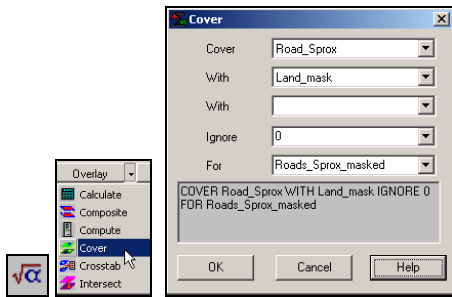 √α
Overlay
Calculate
Composite
Compute
Cover
Crosstab
Intersect
Cover
Cover Road_Sprox
With Land_mask
With
Ignore 0
For Roads_Sprox_masked
COVER Road_Sprox WITH Land_mask IGNORE 0
FOR Roads_Sprox_masked
OK Cancel Help